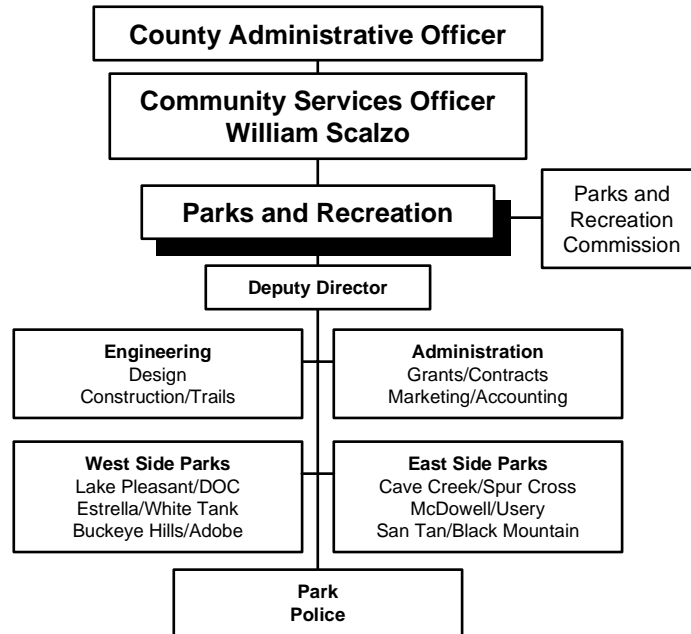 County Administrative Officer
Community Services Officer
William Scalzo
Parks and Recreation
Parks and
Recreation
Commission
Deputy Director
Engineering
Design
Construction/Trails
Administration
Grants/Contracts
Marketing/Accounting
West Side Parks
Lake Pleasant/DOC
Estrella/White Tank
Buckeye Hills/Adobe
East Side Parks
Cave Creek/Spur Cross
McDowell/Usery
San Tan/Black Mountain
Park
Police